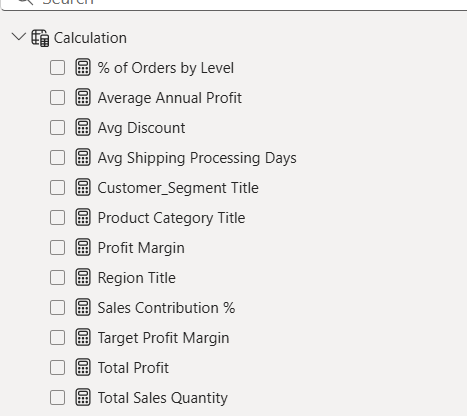 Search
Calculation
% of Orders by Level
Average Annual Profit
Avg Discount
Avg Shipping Processing Days
Customer_Segment Title
Product Category Title
Profit Margin
Region Title
Sales Contribution %
Target Profit Margin
Total Profit
Total Sales Quantity